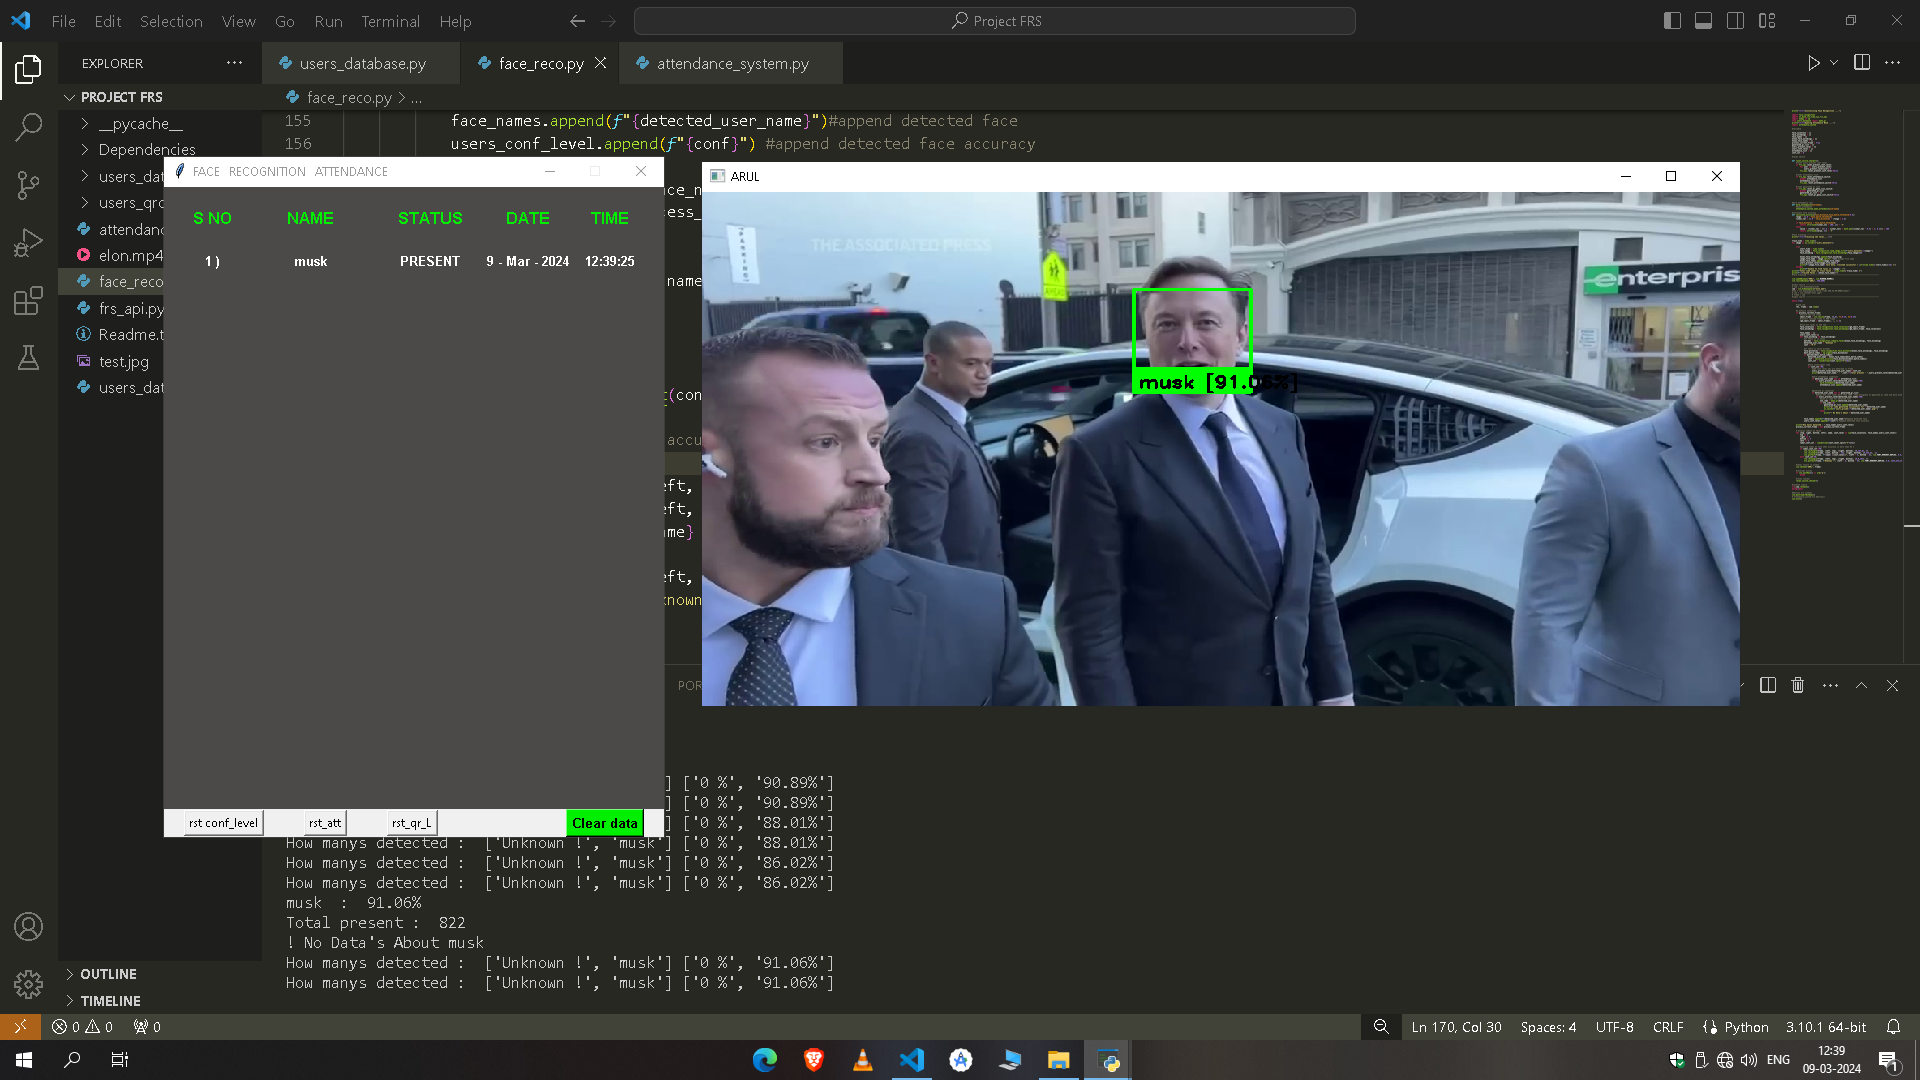 File Edit Selection View Go Run Terminal Help
Project FRS
EXPLORER
users_database.py
face_reco.py
attendance_system.py
PROJECT FRS
face_reco.py > ...
__pycache__
Dependencies
users_dat
users_qrc
attendanc
elon.mp4
face_reco
frs_api.py
Readme.t
test.jpg
users_dat
155 face_names.append(f"{detected_user_name}")#append detected face
156 users_conf_level.append(f"{conf}") #append detected face accuracy
FACE RECOGNITION ATTENDANCE
S NO NAME STATUS DATE TIME
1 ) musk PRESENT 9 - Mar - 2024 12:39:25
rst conf_level rst_att rst_qr_L Clear data
ce_n
ess_
name
t(con
accu
eft,
eft,
me}
eft,
know
ARUL
THE ASSOCIATED PRESS
AHEAD
enterpris
musk [91.06%]
POR
] ['0 %', '90.89%']
] ['0 %', '90.89%']
] ['0 %', '88.01%']
How manys detected : ['Unknown !', 'musk'] ['0 %', '88.01%']
How manys detected : ['Unknown !', 'musk'] ['0 %', '86.02%']
How manys detected : ['Unknown !', 'musk'] ['0 %', '86.02%']
musk : 91.06%
Total present : 822
! No Data's About musk
How manys detected : ['Unknown !', 'musk'] ['0 %', '91.06%']
How manys detected : ['Unknown !', 'musk'] ['0 %', '91.06%']
OUTLINE
TIMELINE
0 0 0
Ln 170, Col 30 Spaces: 4 UTF-8 CRLF Python 3.10.1 64-bit
ENG
12:39
09-03-2024
1